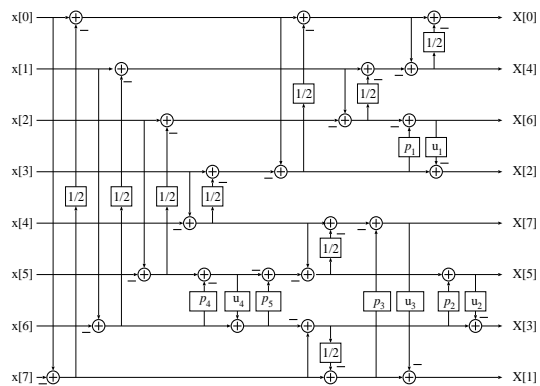 x[0] X[0]
1/2
x[1] X[4]
1/2 1/2
x[2] X[6]
p1 u1
x[3] X[2]
1/2 1/2 1/2 1/2
x[4] X[7]
1/2
x[5] X[5]
p4 u4 p5 p3 u3 p2 u2
x[6] X[3]
1/2
x[7] X[1]